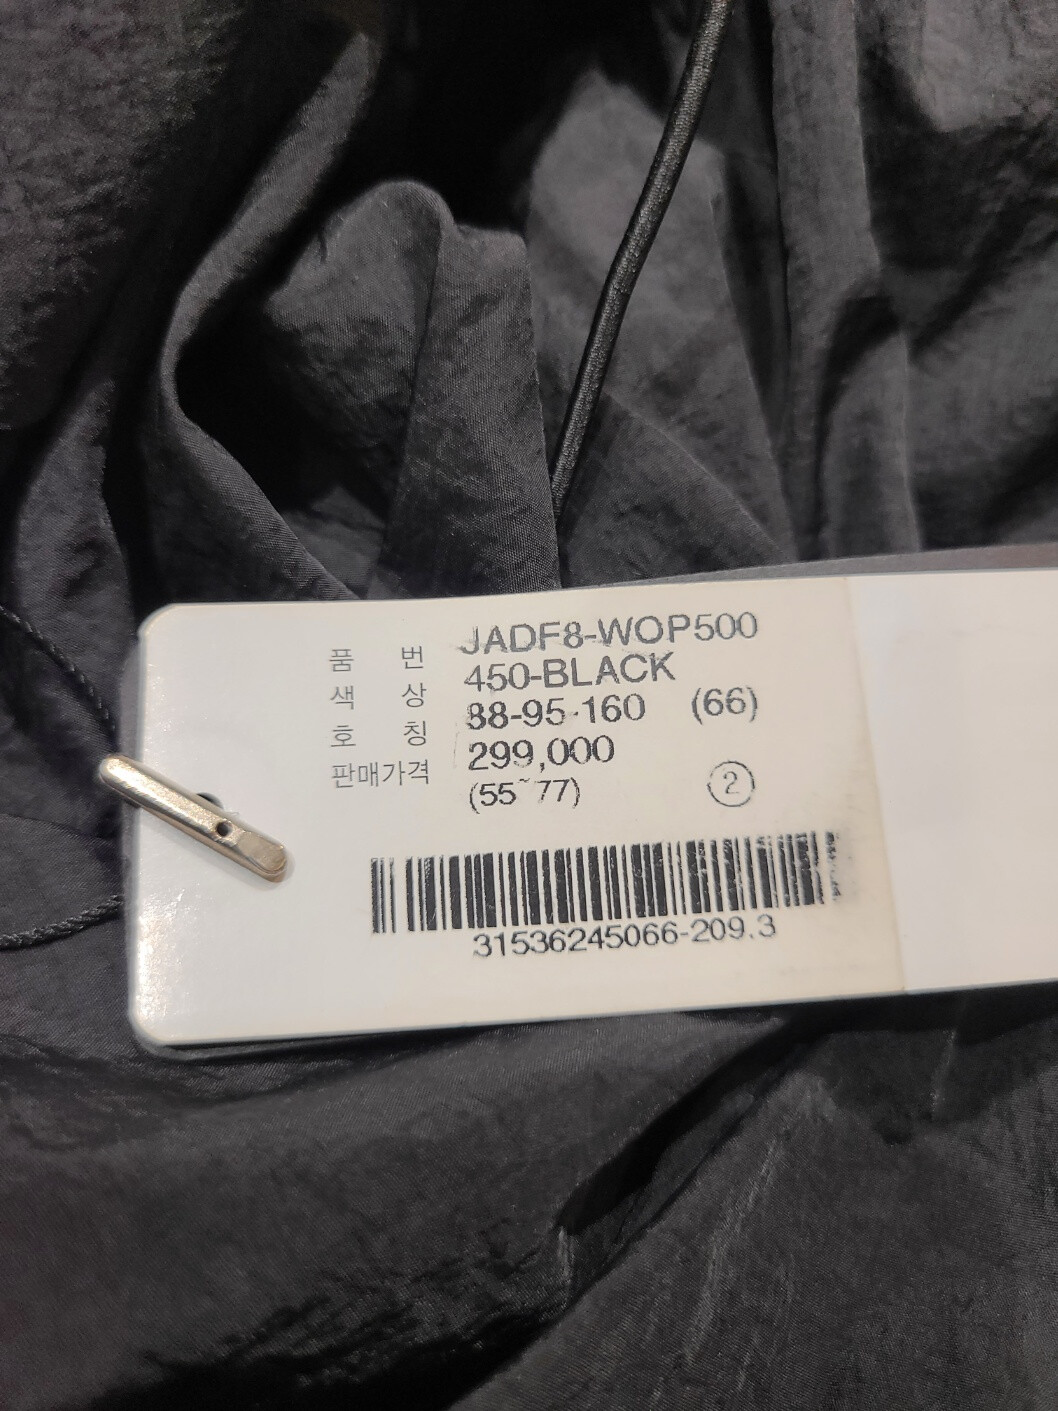 품 번 JADF8-WOP500
색 상 450-BLACK
호 칭 88-95-160 (66)
판매가격 299,000
(55~77) ②
31536245066-209.3